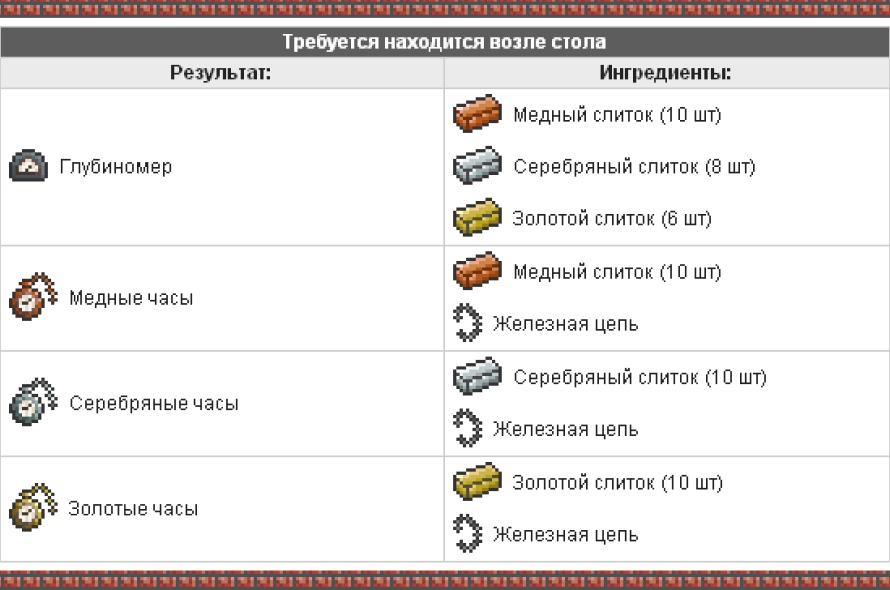 Требуется находится возле стола
Результат:
Ингредиенты:
Глубиномер
Медный слиток (10 шт)
Серебряный слиток (8 шт)
Золотой слиток (6 шт)
Медные часы
Медный слиток (10 шт)
Железная цепь
Серебряные часы
Серебряный слиток (10 шт)
Железная цепь
Золотые часы
Золотой слиток (10 шт)
Железная цепь